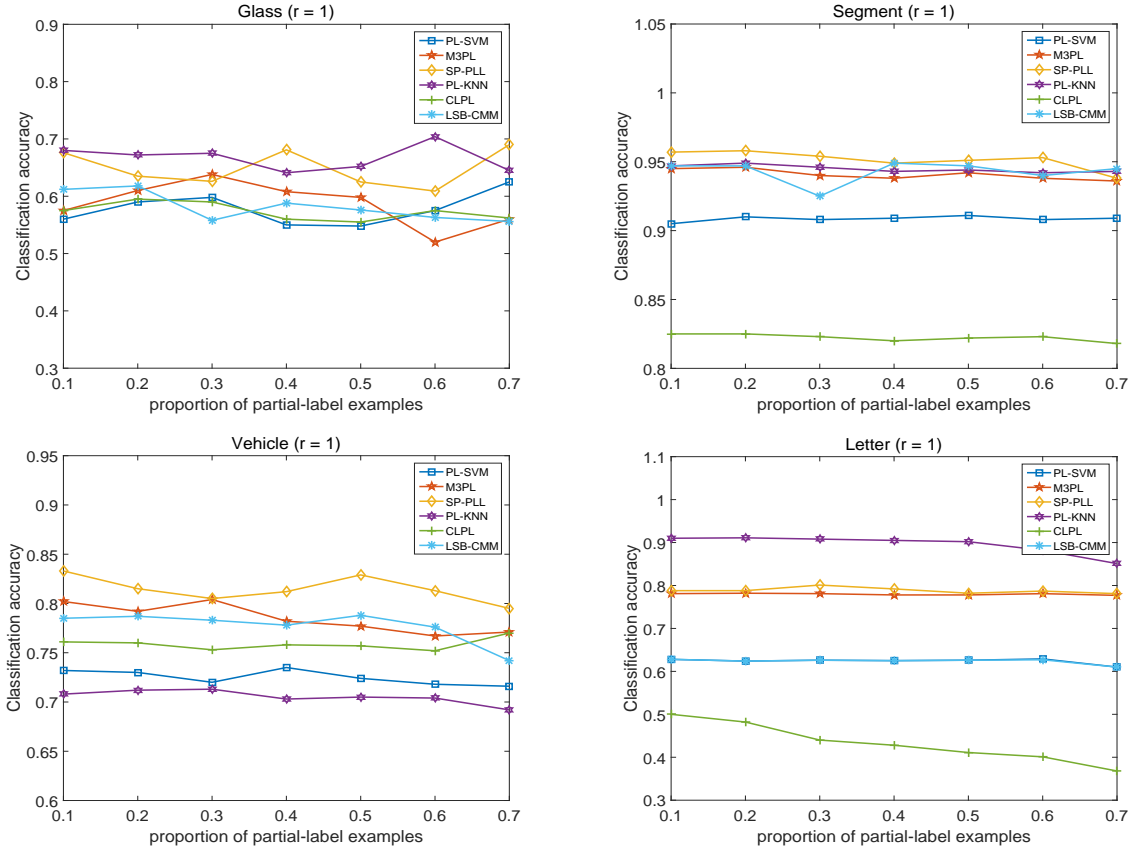 Glass (r = 1)
0.9
0.8
0.7
0.6
0.5
0.4
0.3
Classification accuracy
0.1 0.2 0.3 0.4 0.5 0.6 0.7
proportion of partial-label examples
PL-SVM
M3PL
SP-PLL
PL-KNN
CLPL
LSB-CMM
Segment (r = 1)
1.05
1
0.95
0.9
0.85
0.8
Classification accuracy
0.1 0.2 0.3 0.4 0.5 0.6 0.7
proportion of partial-label examples
PL-SVM
M3PL
SP-PLL
PL-KNN
CLPL
LSB-CMM
Vehicle (r = 1)
0.95
0.9
0.85
0.8
0.75
0.7
0.65
0.6
Classification accuracy
0.1 0.2 0.3 0.4 0.5 0.6 0.7
proportion of partial-label examples
PL-SVM
M3PL
SP-PLL
PL-KNN
CLPL
LSB-CMM
Letter (r = 1)
1.1
1
0.9
0.8
0.7
0.6
0.5
0.4
0.3
Classification accuracy
0.1 0.2 0.3 0.4 0.5 0.6 0.7
proportion of partial-label examples
PL-SVM
M3PL
SP-PLL
PL-KNN
CLPL
LSB-CMM